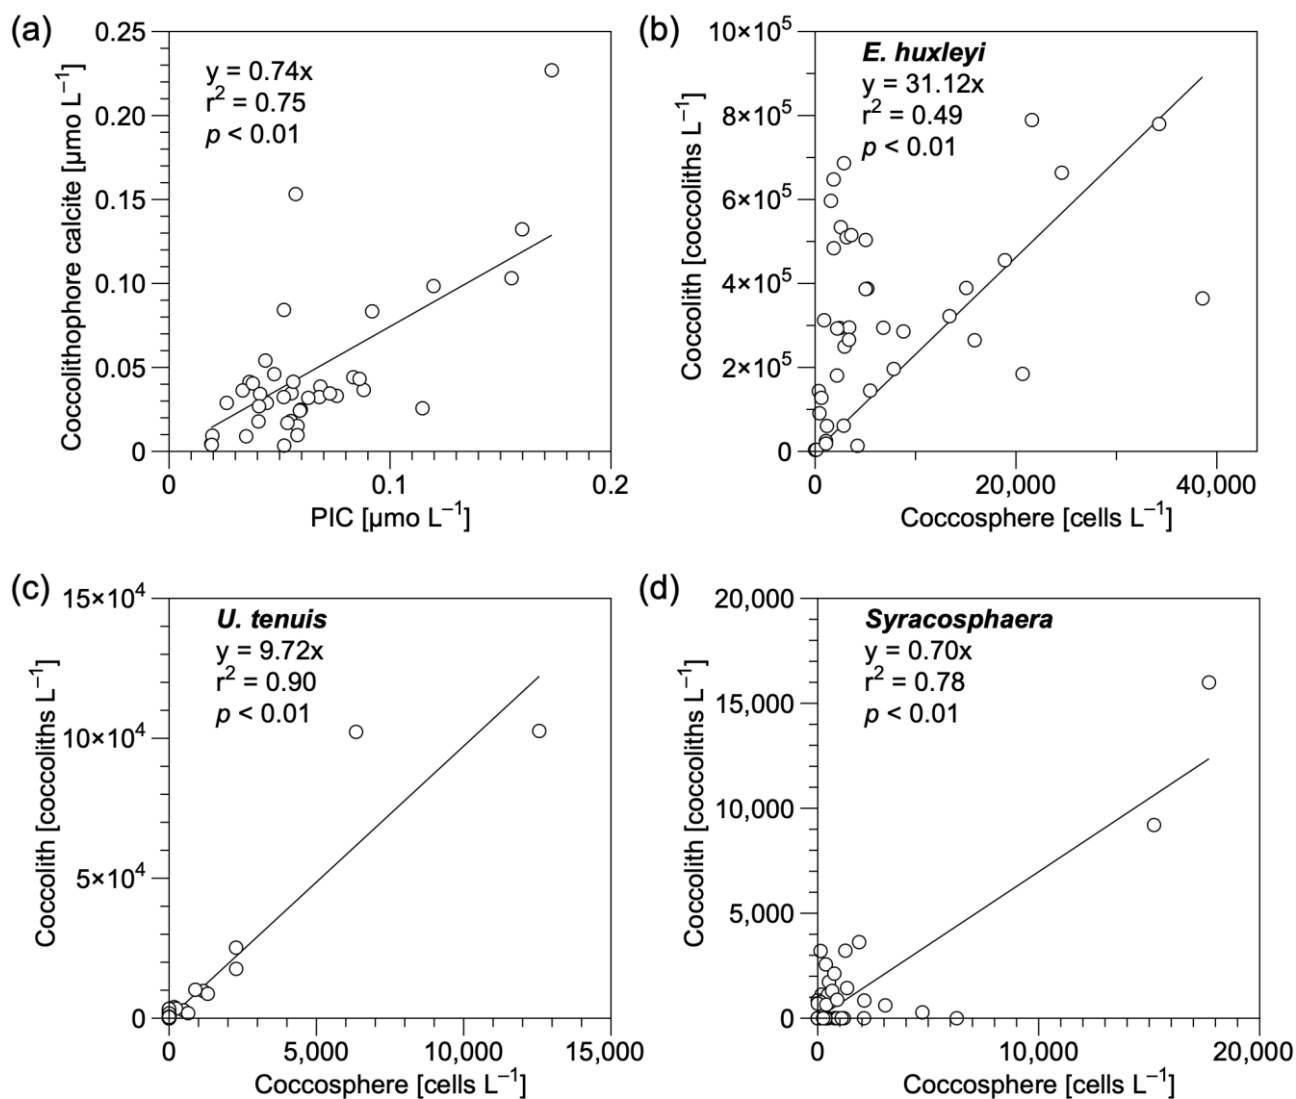 (a)
0.25
0.20
0.15
0.10
0.05
0
Coccolithophore calcite [µmo L⁻¹]
y = 0.74x
r² = 0.75
p < 0.01
0
0.1
0.2
PIC [µmo L⁻¹]
(b)
10×10⁵
8×10⁵
6×10⁵
4×10⁵
2×10⁵
0
Coccolith [coccoliths L⁻¹]
E. huxleyi
y = 31.12x
r² = 0.49
p < 0.01
0
20,000
40,000
Coccosphere [cells L⁻¹]
(c)
15×10⁴
10×10⁴
5×10⁴
0
Coccolith [coccoliths L⁻¹]
U. tenuis
y = 9.72x
r² = 0.90
p < 0.01
0
5,000
10,000
15,000
Coccosphere [cells L⁻¹]
(d)
20,000
15,000
10,000
5,000
0
Coccolith [coccoliths L⁻¹]
Syracosphaera
y = 0.70x
r² = 0.78
p < 0.01
0
10,000
20,000
Coccosphere [cells L⁻¹]